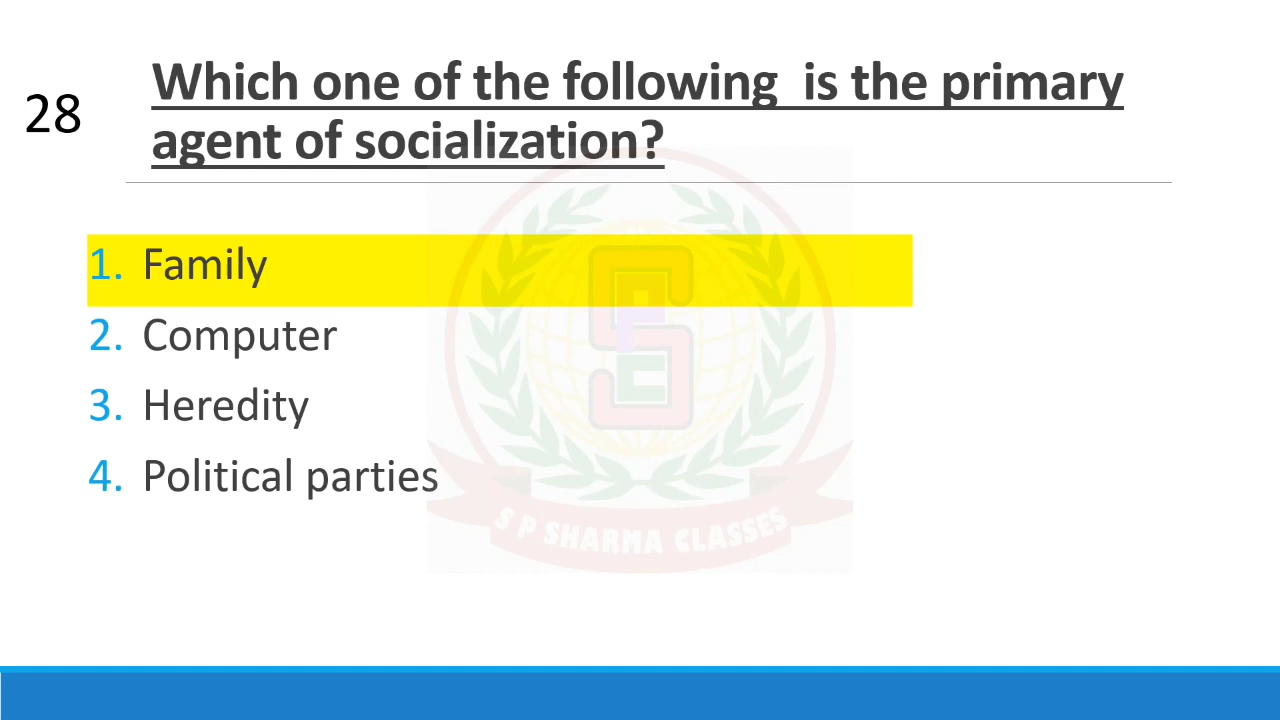 28
Which one of the following  is the primary
agent of socialization?
1. Family
2. Computer
3. Heredity
4. Political parties
S P SHARMA CLASSES